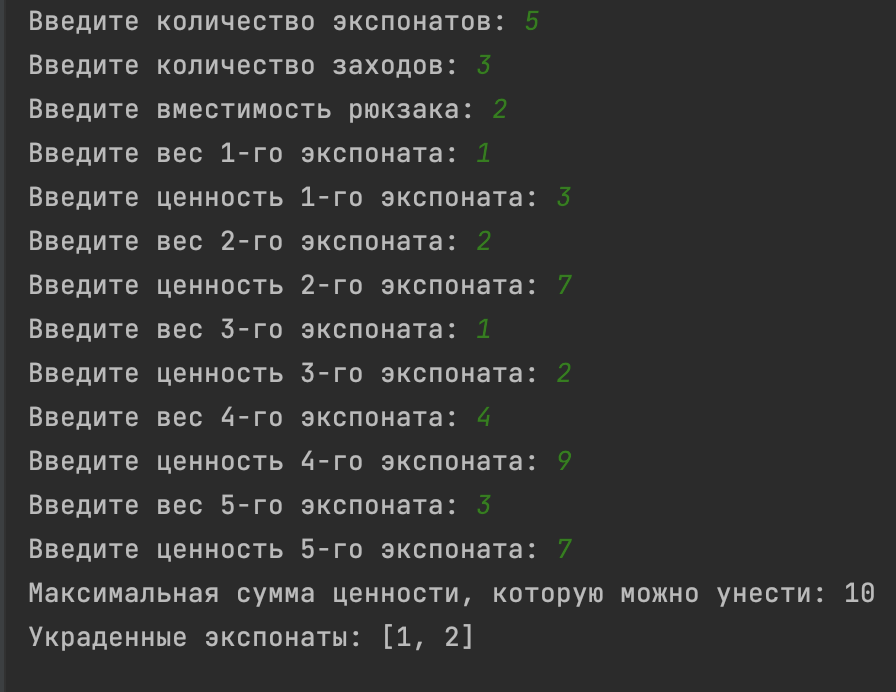 Введите количество экспонатов: 5
Введите количество заходов: 3
Введите вместимость рюкзака: 2
Введите вес 1-го экспоната: 1
Введите ценность 1-го экспоната: 3
Введите вес 2-го экспоната: 2
Введите ценность 2-го экспоната: 7
Введите вес 3-го экспоната: 1
Введите ценность 3-го экспоната: 2
Введите вес 4-го экспоната: 4
Введите ценность 4-го экспоната: 9
Введите вес 5-го экспоната: 3
Введите ценность 5-го экспоната: 7
Максимальная сумма ценности, которую можно унести: 10
Украденные экспонаты: [1, 2]